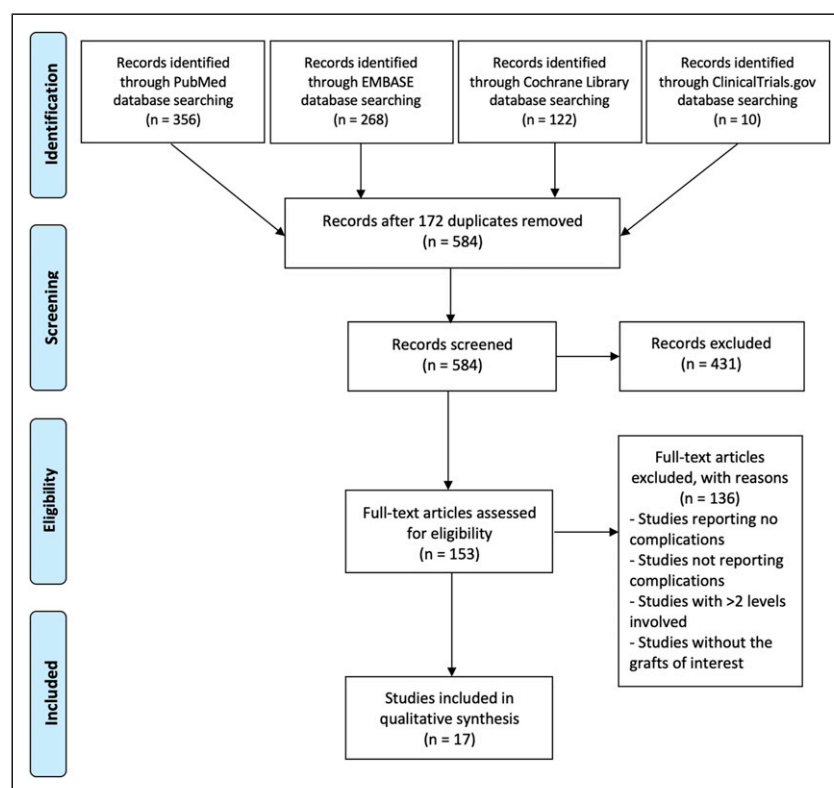 Identification
Records identified
through PubMed
database searching
(n = 356)
Records identified
through EMBASE
database searching
(n = 268)
Records identified
through Cochrane Library
database searching
(n = 122)
Records identified
through ClinicalTrials.gov
database searching
(n = 10)
Records after 172 duplicates removed
(n = 584)
Screening
Records screened
(n = 584)
Records excluded
(n = 431)
Eligibility
Full-text articles assessed
for eligibility
(n = 153)
Full-text articles
excluded, with reasons
(n = 136)
- Studies reporting no
complications
- Studies not reporting
complications
- Studies with >2 levels
involved
- Studies without the
grafts of interest
Included
Studies included in
qualitative synthesis
(n = 17)